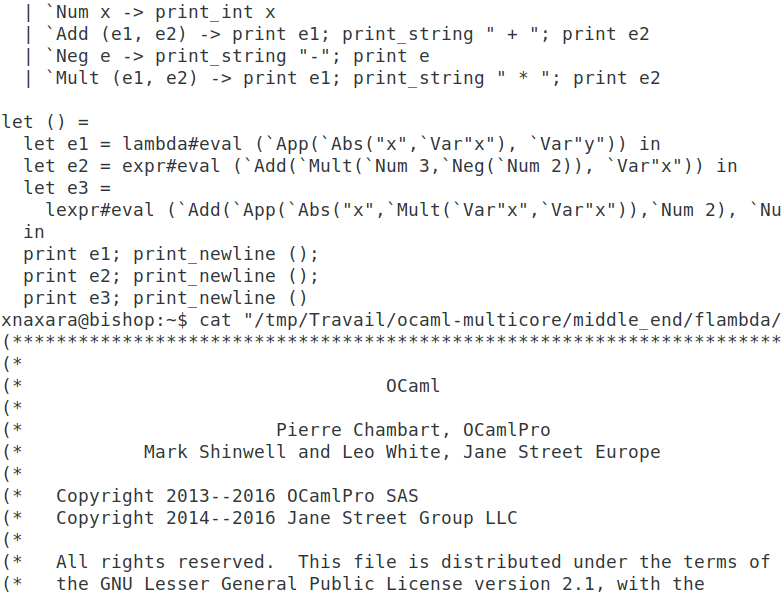 | `Num x -> print_int x
  | `Add (e1, e2) -> print e1; print_string " + "; print e2
  | `Neg e -> print_string "-"; print e
  | `Mult (e1, e2) -> print e1; print_string " * "; print e2

let () =
  let e1 = lambda#eval (`App(`Abs("x",`Var"x"), `Var"y")) in
  let e2 = expr#eval (`Add(`Mult(`Num 3,`Neg(`Num 2)), `Var"x")) in
  let e3 =
    lexpr#eval (`Add(`App(`Abs("x",`Mult(`Var"x",`Var"x")),`Num 2), `Nu
  in
  print e1; print_newline ();
  print e2; print_newline ();
  print e3; print_newline ()
xnaxara@bishop:~$ cat "/tmp/Travail/ocaml-multicore/middle_end/flambda/
(**********************************************************************
(*
(*                                 OCaml
(*
(*                       Pierre Chambart, OCamlPro
(*           Mark Shinwell and Leo White, Jane Street Europe
(*
(*   Copyright 2013--2016 OCamlPro SAS
(*   Copyright 2014--2016 Jane Street Group LLC
(*
(*   All rights reserved.  This file is distributed under the terms of
(*   the GNU Lesser General Public License version 2.1, with the